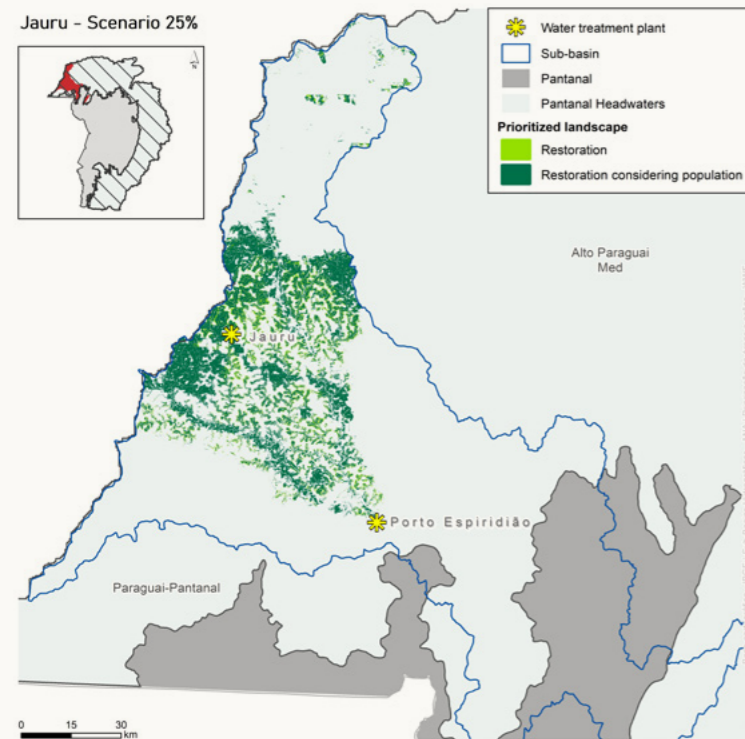 Jauru - Scenario 25%
Water treatment plant
Sub-basin
Pantanal
Pantanal Headwaters
Prioritized landscape
Restoration
Restoration considering population
Alto Paraguai
Med
Jauru
Porto Espiridião
Paraguai-Pantanal
0 15 30
km